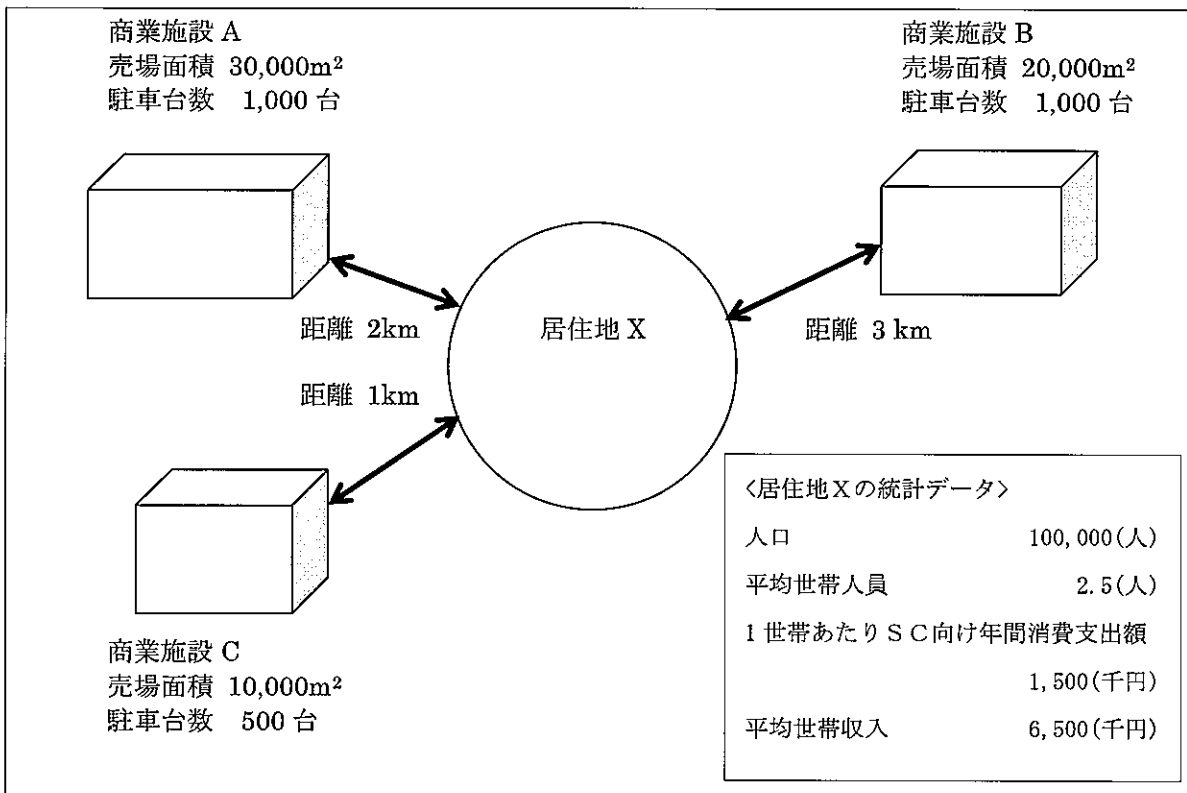 商業施設 A
売場面積 30,000m²
駐車台数 1,000 台
商業施設 B
売場面積 20,000m²
駐車台数 1,000 台
距離 2km
居住地 X
距離 3 km
距離 1km
商業施設 C
売場面積 10,000m²
駐車台数 500 台
〈居住地Xの統計データ〉
人口 100,000(人)
平均世帯人員 2.5(人)
1世帯あたりSC向け年間消費支出額
1,500(千円)
平均世帯収入 6,500(千円)